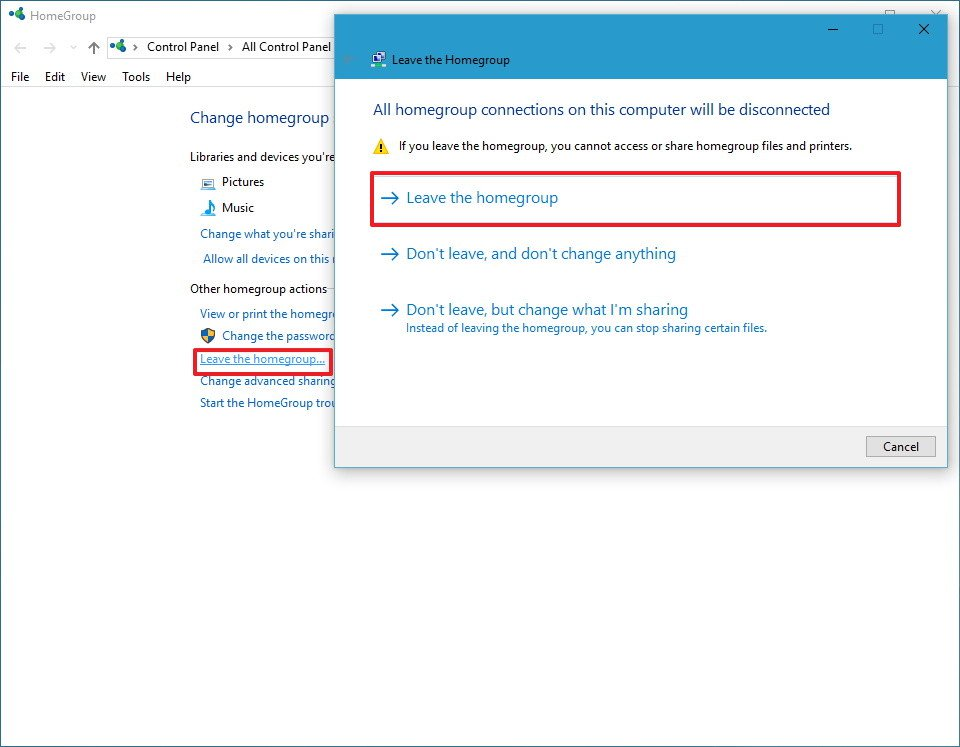 HomeGroup
Control Panel
All Control Panel
File Edit View Tools Help
Change homegroup
Libraries and devices you're
Pictures
Music
Change what you're shari
Allow all devices on this
Other homegroup actions
View or print the homegr
Change the password
Leave the homegroup...
Change advanced sharing
Start the HomeGroup trou
Leave the Homegroup
All homegroup connections on this computer will be disconnected
If you leave the homegroup, you cannot access or share homegroup files and printers.
Leave the homegroup
Don't leave, and don't change anything
Don't leave, but change what I'm sharing
Instead of leaving the homegroup, you can stop sharing certain files.
Cancel